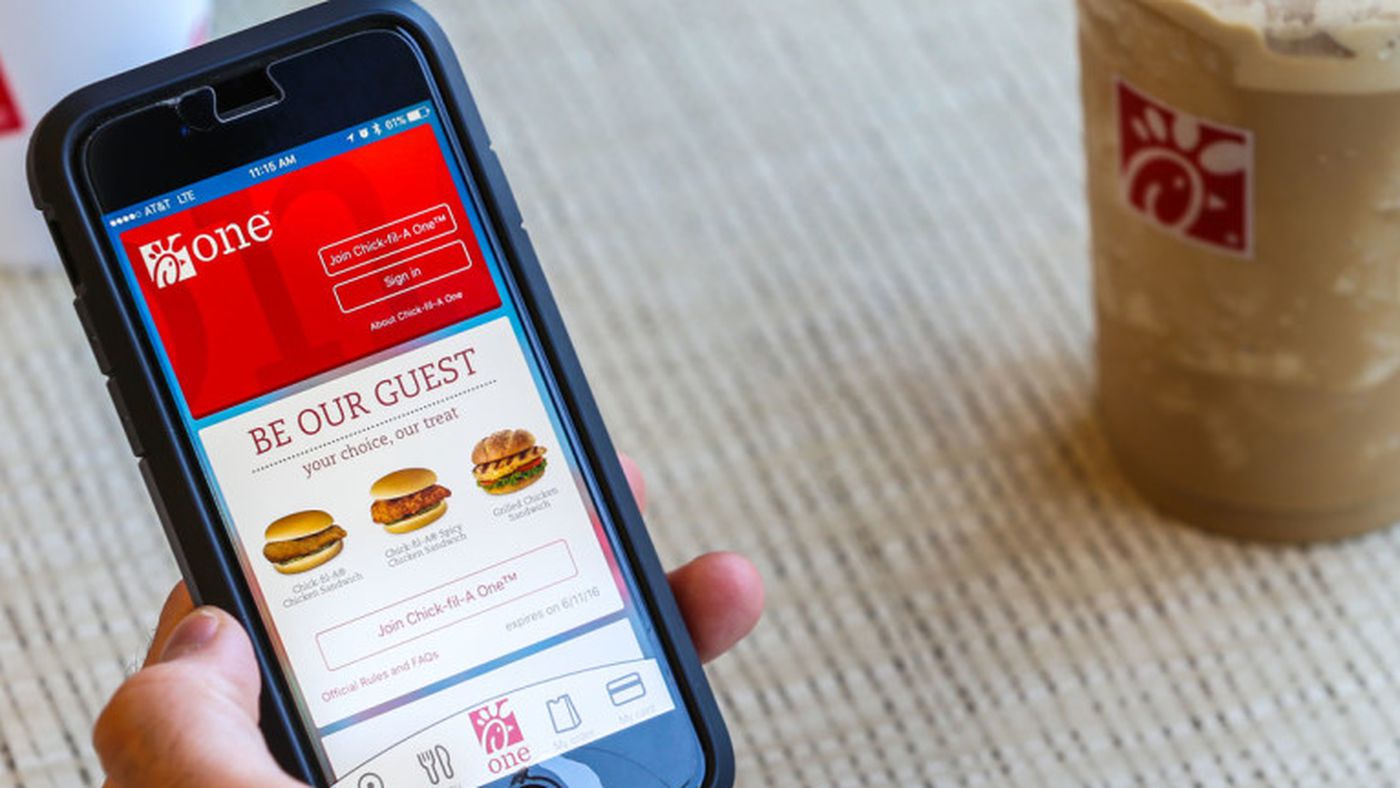 AT&T LTE
11:15 AM
61%
one™
Join Chick-fil-A One™
Sign in
About Chick-fil-A One
BE OUR GUEST
your choice, our treat
Chick-fil-A®
Chicken Sandwich
Chick-fil-A® Spicy
Chicken Sandwich
Grilled Chicken
Sandwich
Join Chick-fil-A One™
expires on 6/11/16
Official Rules and FAQs
one
My order
My card